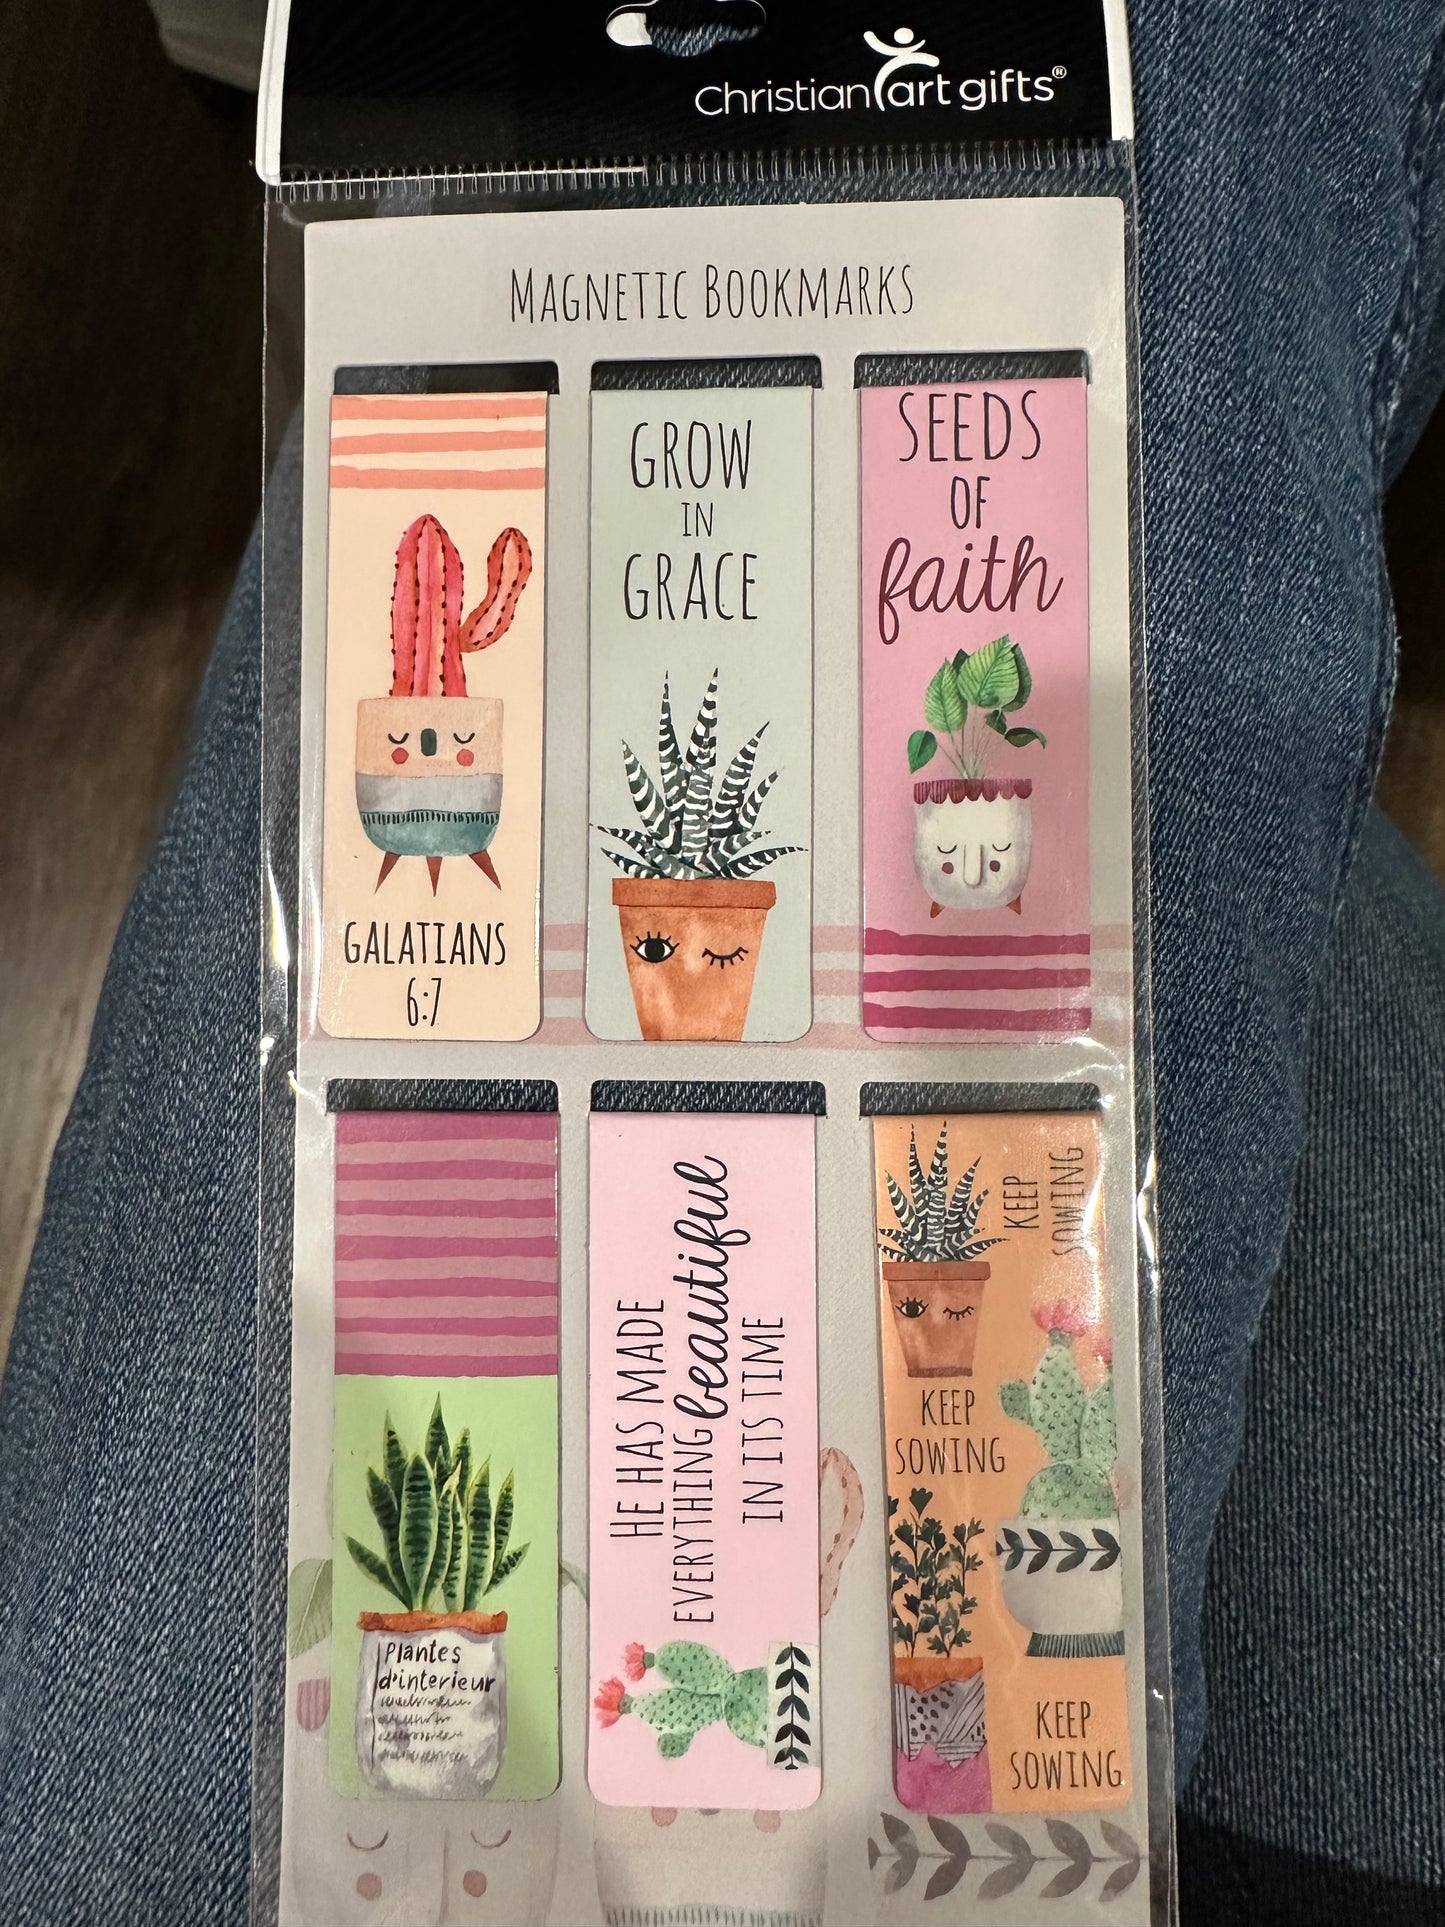 Christian art gifts®
MAGNETIC BOOKMARKS
GALATIANS
6:7
GROW
IN
GRACE
SEEDS
OF
faith
Plantes
d'interieur
HE HAS MADE
EVERYTHING beautiful
IN ITS TIME
KEEP
SOWING
KEEP
SOWING
KEEP
SOWING